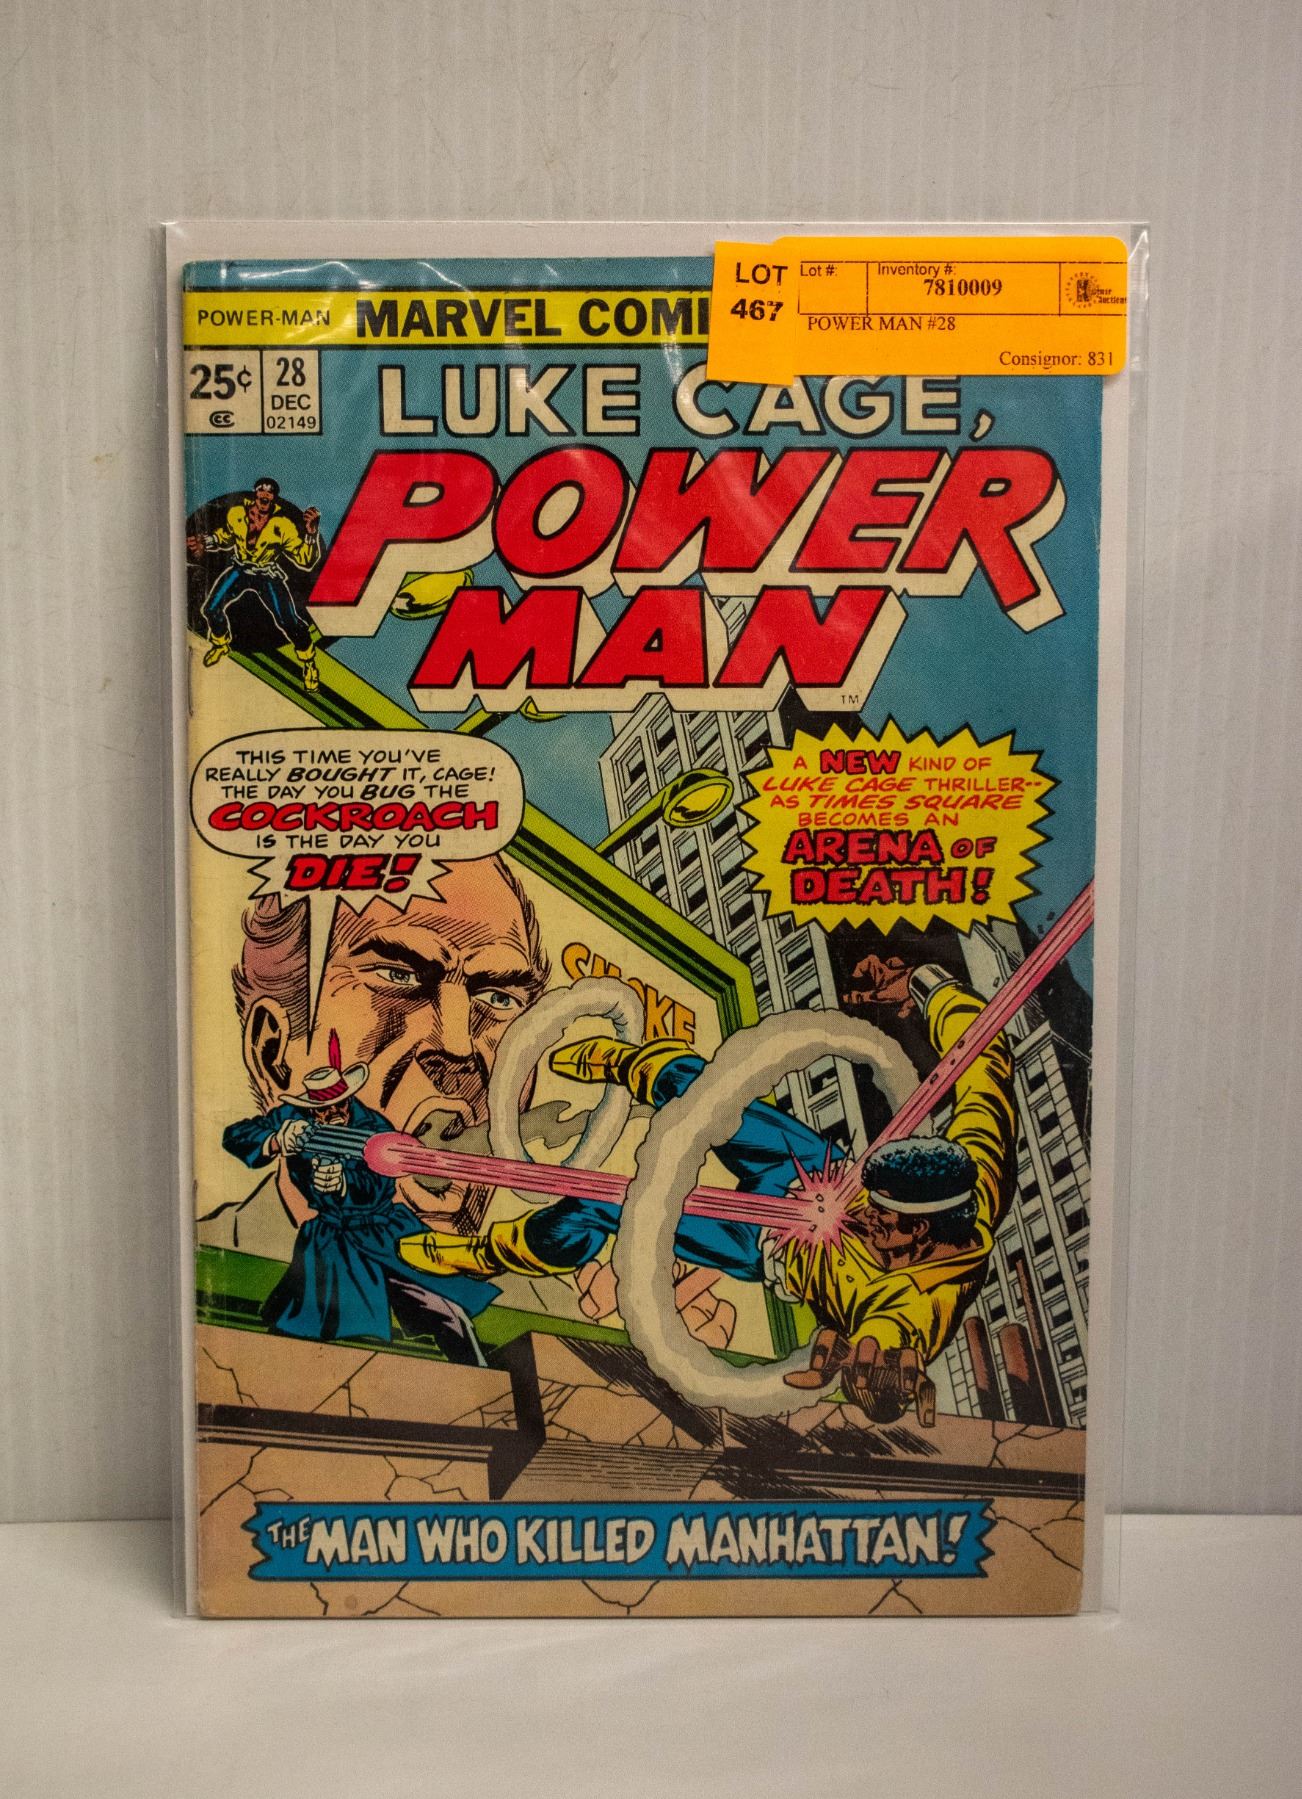 LOT
467
Lot #:
Inventory #:
7810009
POWER MAN #28
Consignor: 831
POWER-MAN
MARVEL COMI
25¢
CC
28
DEC
02149
LUKE CAGE,
POWER
MAN
TM
THIS TIME YOU'VE
REALLY BOUGHT IT, CAGE!
THE DAY YOU BUG THE
COCKROACH
IS THE DAY YOU
DIE!
A NEW KIND OF
LUKE CAGE THRILLER--
AS TIMES SQUARE
BECOMES AN
ARENA OF
DEATH!
SMOKE
THE MAN WHO KILLED MANHATTAN!